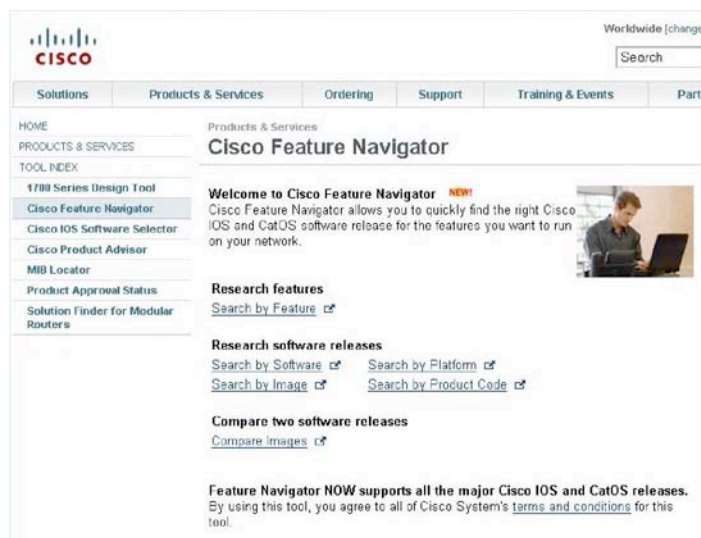 Worldwide [change
CISCO
Search
Solutions Products & Services Ordering Support Training & Events Part
HOME
PRODUCTS & SERVICES
TOOL INDEX
1700 Series Design Tool
Cisco Feature Navigator
Cisco IOS Software Selector
Cisco Product Advisor
MIB Locator
Product Approval Status
Solution Finder for Modular
Routers
Products & Services
Cisco Feature Navigator
Welcome to Cisco Feature Navigator NEW!
Cisco Feature Navigator allows you to quickly find the right Cisco
IOS and CatOS software release for the features you want to run
on your network.
Research features
Search by Feature
Research software releases
Search by Software Search by Platform
Search by Image Search by Product Code
Compare two software releases
Compare Images
Feature Navigator NOW supports all the major Cisco IOS and CatOS releases.
By using this tool, you agree to all of Cisco System's terms and conditions for this
tool.